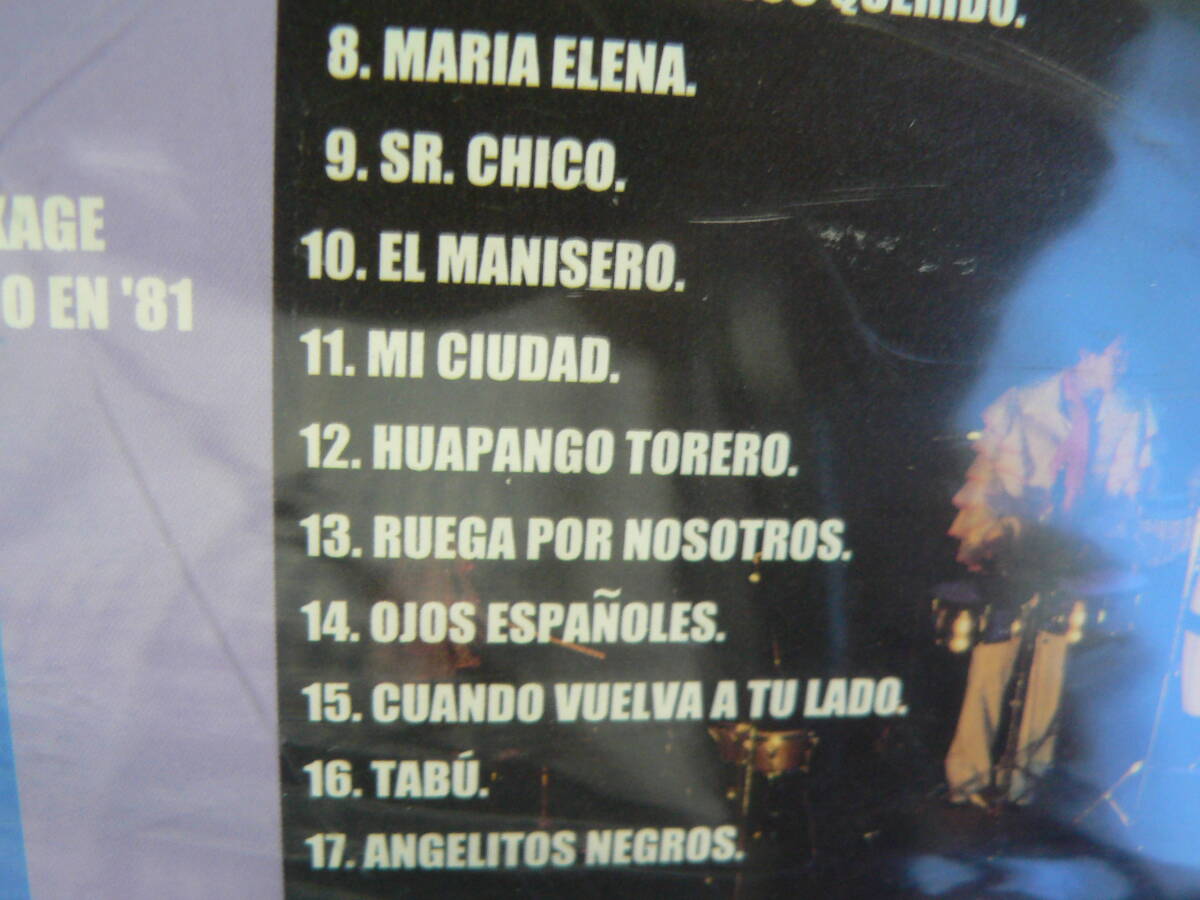 QUERIDO.
8. MARIA ELENA.
9. SR. CHICO.
10. EL MANISERO.
11. MI CIUDAD.
12. HUAPANGO TORERO.
13. RUEGA POR NOSOTROS.
14. OJOS ESPAÑOLES.
15. CUANDO VUELVA A TU LADO.
16. TABÚ.
17. ANGELITOS NEGROS.
KAGE
O EN '81